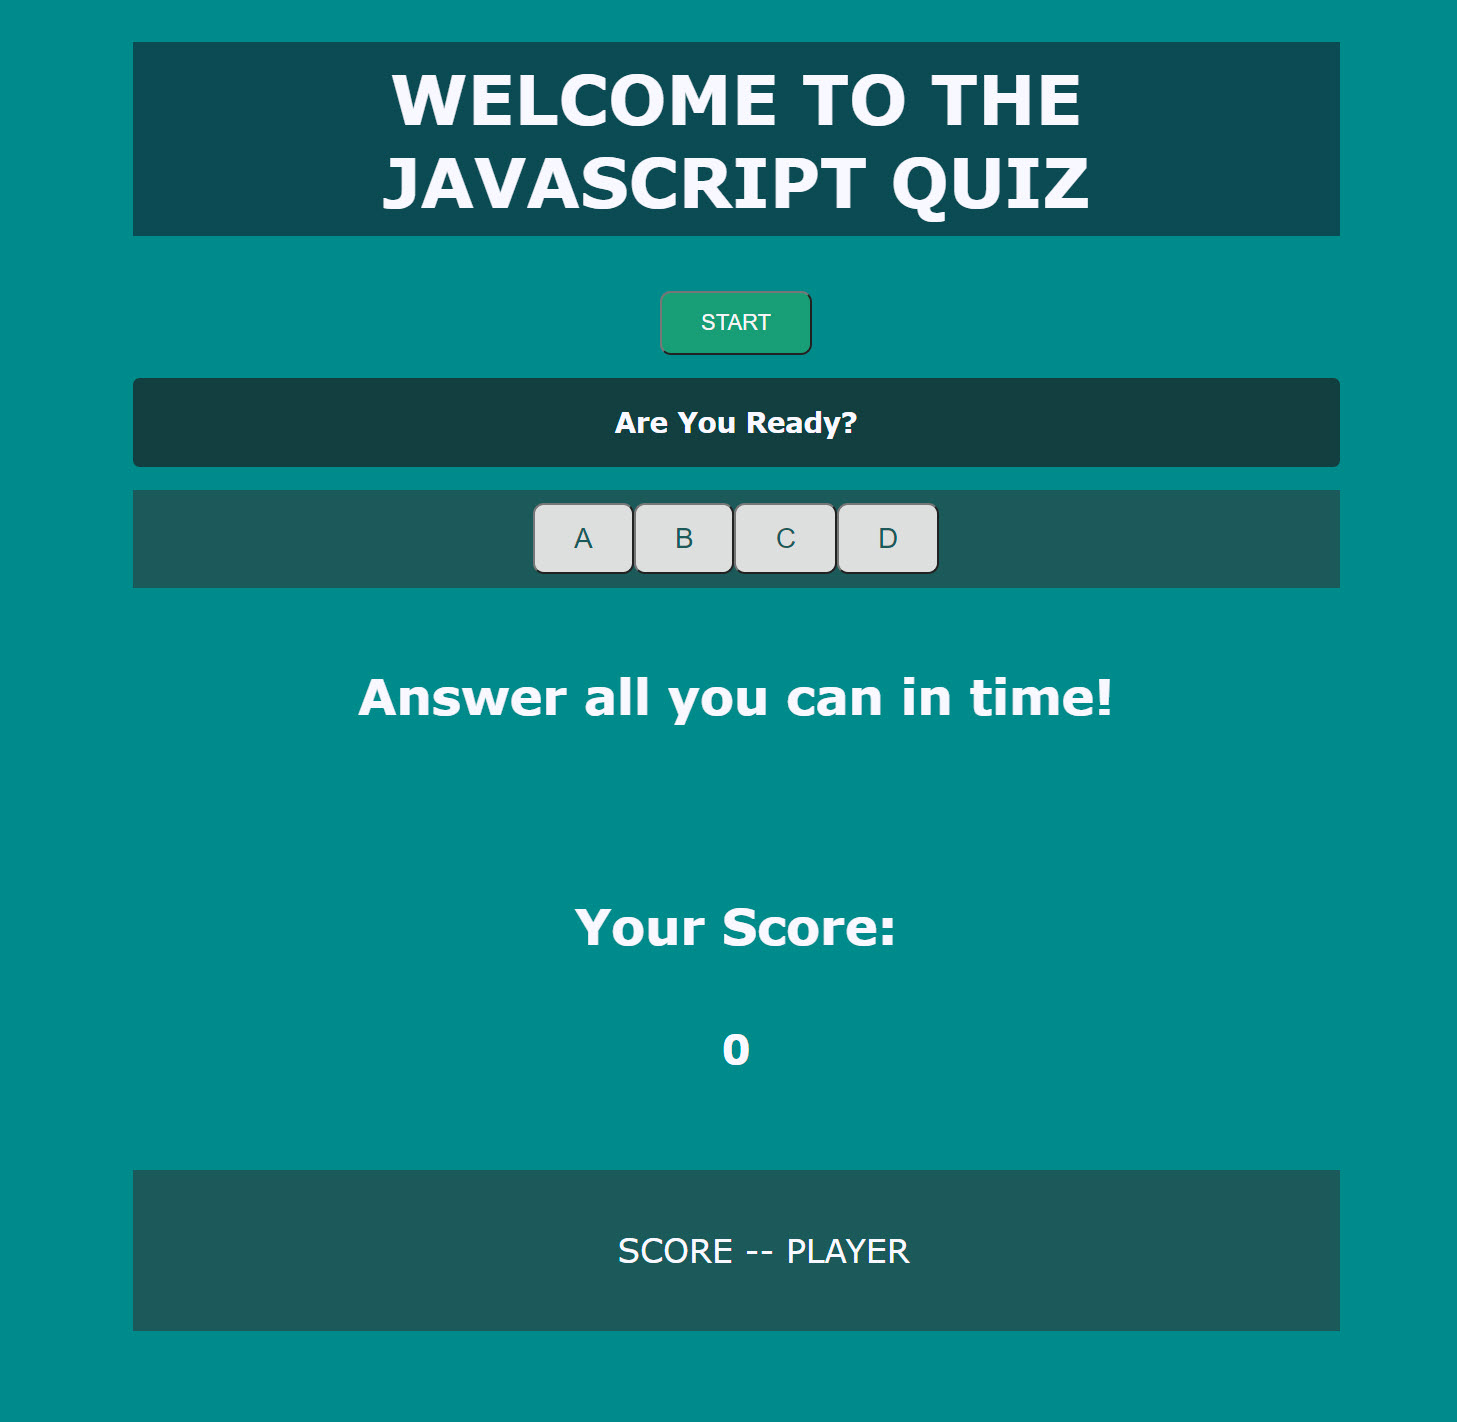 WELCOME TO THE
JAVASCRIPT QUIZ
START
Are You Ready?
A B C D
Answer all you can in time!
Your Score:
0
SCORE -- PLAYER